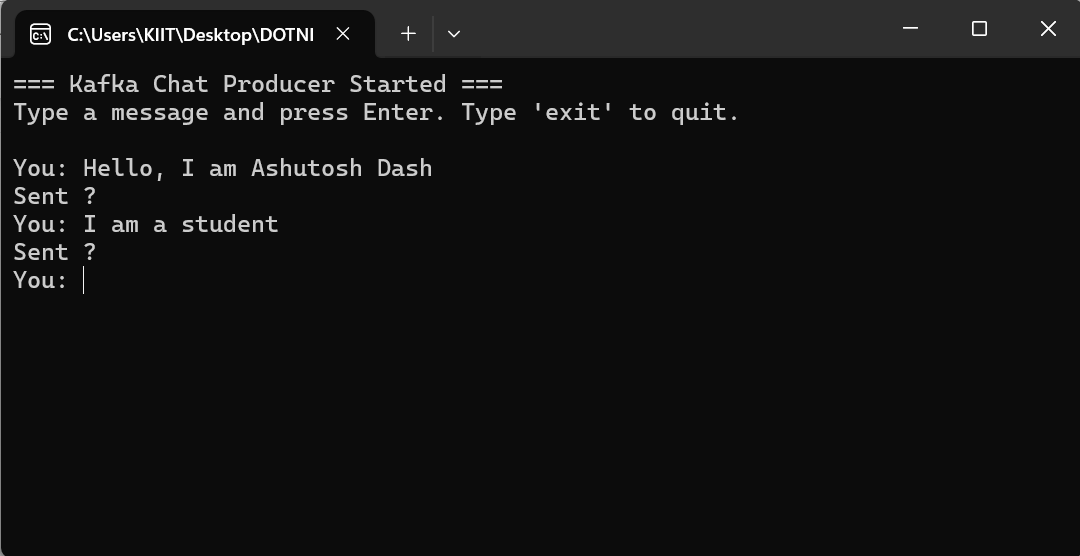 C:\Users\KIIT\Desktop\DOTNI
=== Kafka Chat Producer Started ===
Type a message and press Enter. Type 'exit' to quit.
You: Hello, I am Ashutosh Dash
Sent ?
You: I am a student
Sent ?
You: